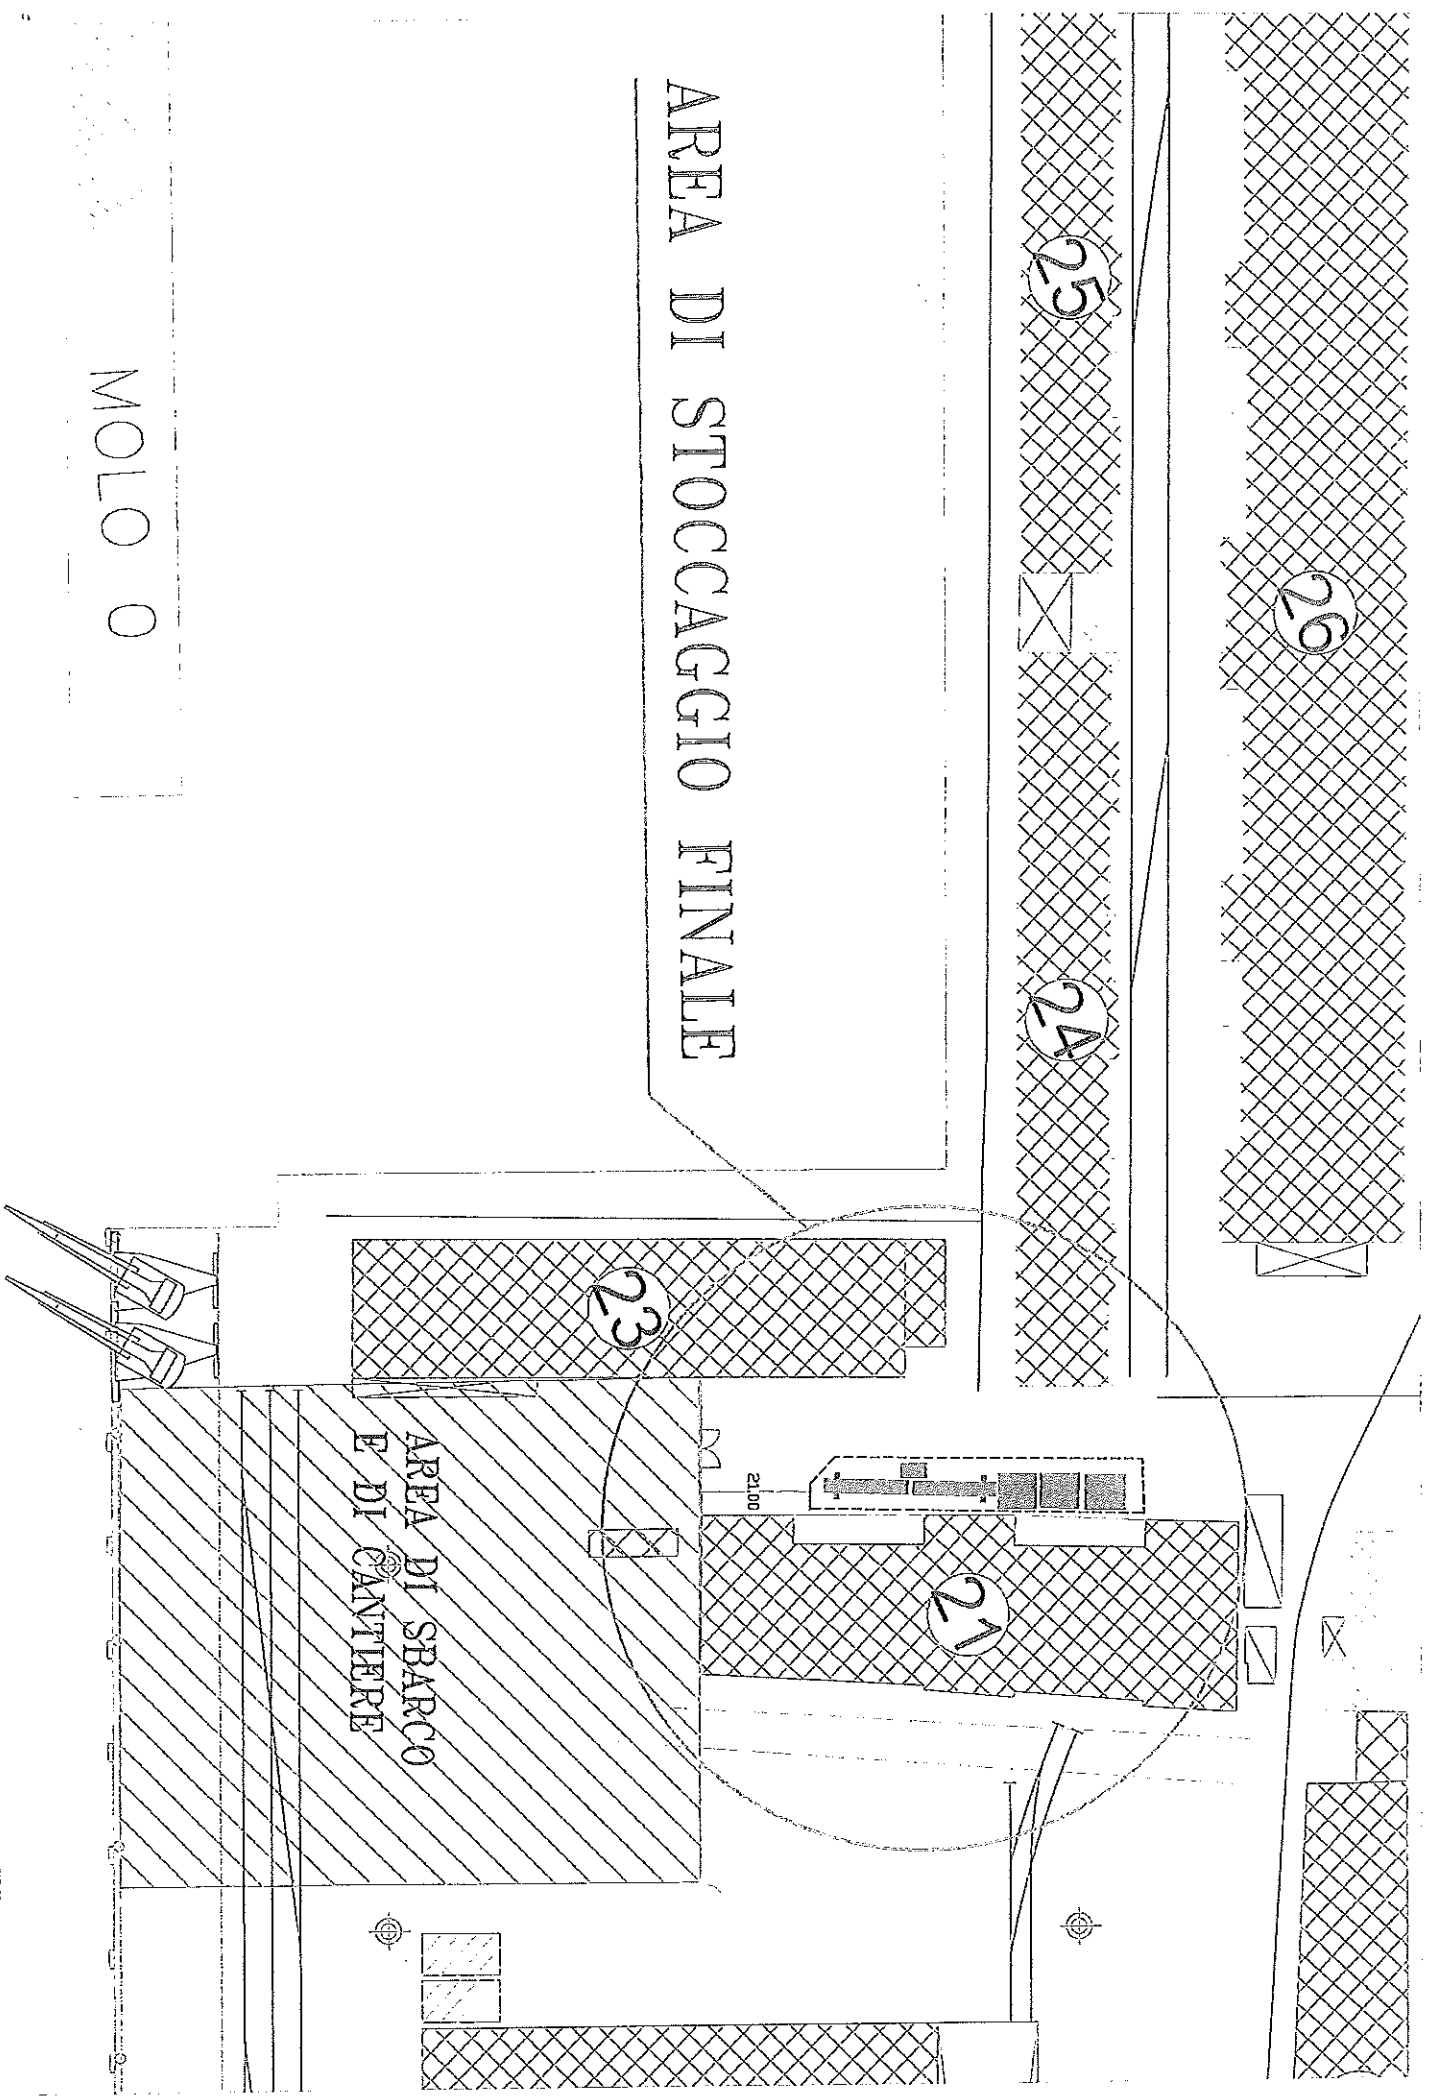 26
25
24
AREA DI STOCCAGGIO FINALE
23
21
21.00
AREA DI SBARCO
E DI CANTIERE
MOLO 0